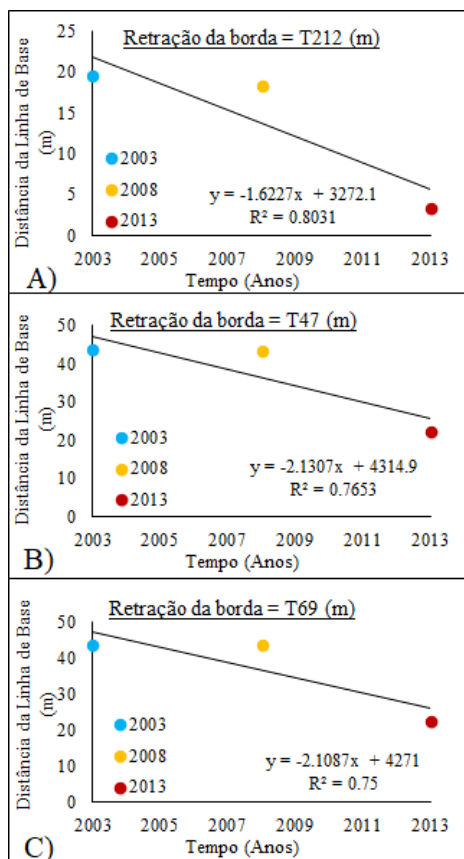 Retração da borda = T212 (m)
Distância da Linha de Base
(m)
25
20
15
10
5
0
2003
2008
2013
y = -1.6227x + 3272.1
R² = 0.8031
2003 2005 2007 2009 2011 2013
Tempo (Anos)
A)
Retração da borda = T47 (m)
Distância da Linha de Base
(m)
50
40
30
20
10
0
2003
2008
2013
y = -2.1307x + 4314.9
R² = 0.7653
2003 2005 2007 2009 2011 2013
Tempo (Anos)
B)
Retração da borda = T69 (m)
Distância da Linha de Base
(m)
50
40
30
20
10
0
2003
2008
2013
y = -2.1087x + 4271
R² = 0.75
2003 2005 2007 2009 2011 2013
Tempo (Anos)
C)